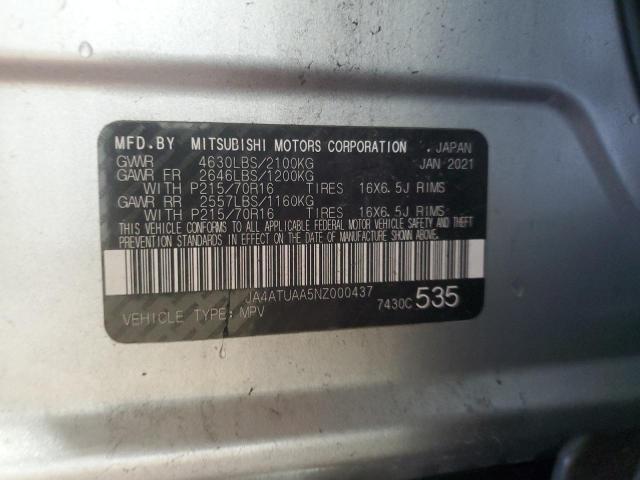 MFD.BY MITSUBISHI MOTORS CORPORATION . JAPAN
GVWR 4630LBS/2100KG JAN 2021
GAWR FR 2646LBS/1200KG
WITH P215/70R16 TIRES 16X6.5J RIMS
GAWR RR 2557LBS/1160KG
WITH P215/70R16 TIRES 16X6.5J RIMS
THIS VEHICLE CONFORMS TO ALL APPLICABLE FEDERAL MOTOR VEHICLE SAFETY AND THEFT
PREVENTION STANDARDS IN EFFECT ON THE DATE OF MANUFACTURE SHOWN ABOVE.
JA4ATUAA5NZ000437
VEHICLE TYPE: MPV 7430C 535